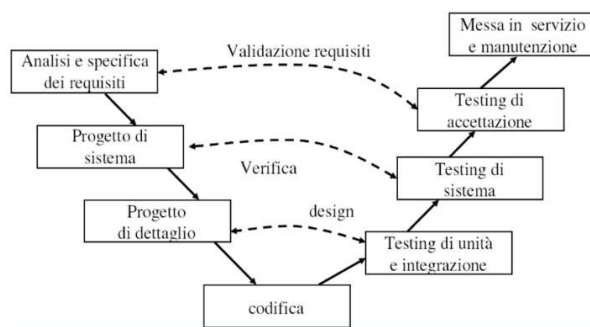 Messa in servizio
e manutenzione
Validazione requisiti
Analisi e specifica
dei requisiti
Testing di
accettazione
Progetto di
sistema
Verifica
Testing di
sistema
Progetto
di dettaglio
design
Testing di unità
e integrazione
codifica